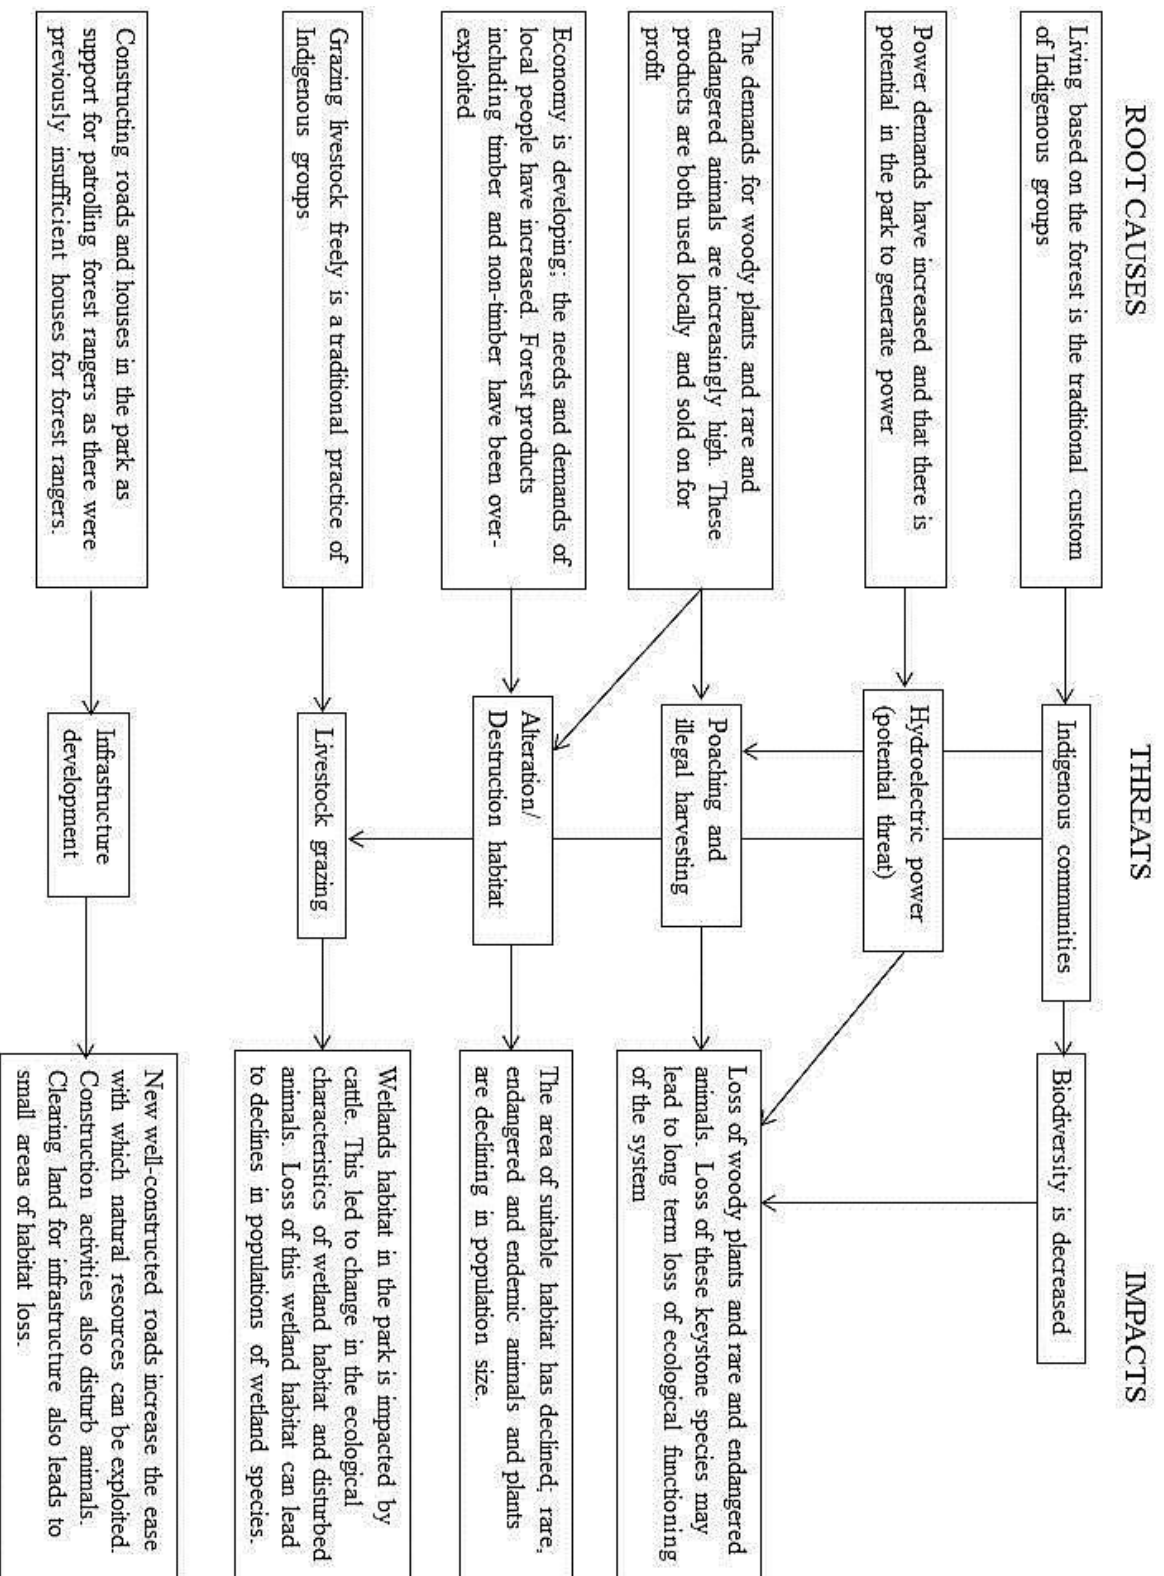 ROOT CAUSES
THREATS
IMPACTS
Living based on the forest is the traditional custom
of Indigenous groups
Indigenous communities
Biodiversity is decreased
Power demands have increased and that there is
potential in the park to generate power
Hydroelectric power
(potential threat)
The demands for woody plants and rare and
endangered animals are increasingly high. These
products are both used locally and sold on for
profit
Poaching and
illegal harvesting
Loss of woody plants and rare and endangered
animals. Loss of these keystone species may
lead to long term loss of ecological functioning
of the system
Economy is developing; the needs and demands of
local people have increased. Forest products
including timber and non-timber have been over-
exploited
Alteration/
Destruction habitat
The area of suitable habitat has declined; rare,
endangered and endemic animals and plants
are declining in population size.
Grazing livestock freely is a traditional practice of
Indigenous groups
Livestock grazing
Wetlands habitat in the park is impacted by
cattle. This led to change in the ecological
characteristics of wetland habitat and disturbed
animals. Loss of this wetland habitat can lead
to declines in populations of wetland species.
Constructing roads and houses in the park as
support for patrolling forest rangers as there were
previously insufficient houses for forest rangers.
Infrastructure
development
New well-constructed roads increase the ease
with which natural resources can be exploited.
Construction activities also disturb animals.
Clearing land for infrastructure also leads to
small areas of habitat loss.